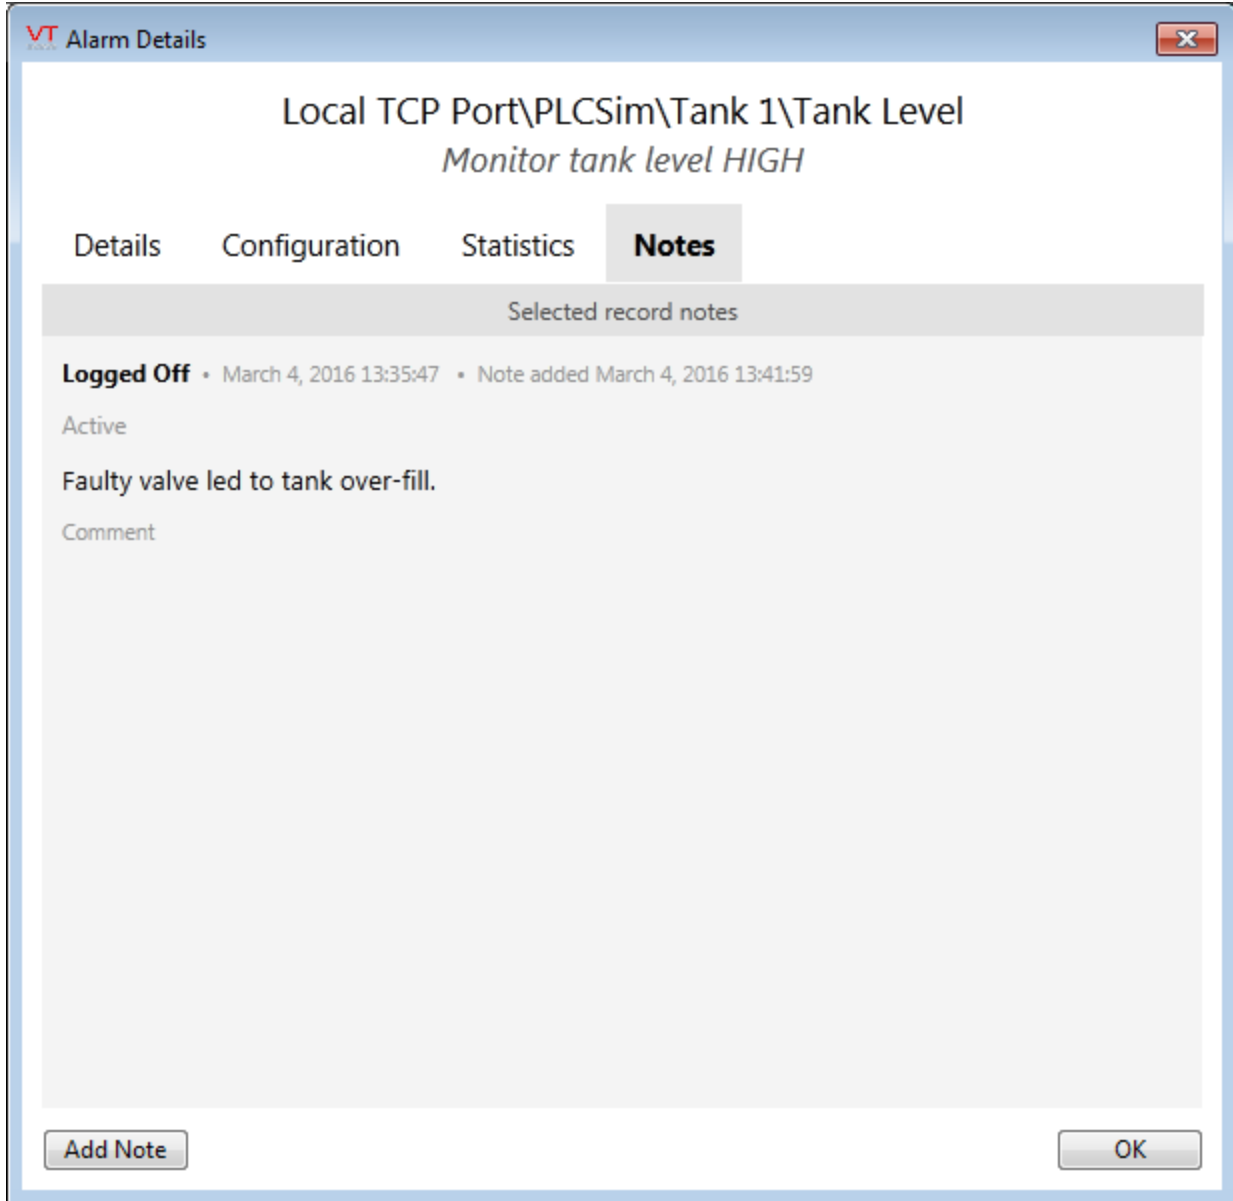 VT Alarm Details
Local TCP Port\PLCSim\Tank 1\Tank Level
Monitor tank level HIGH
Details Configuration Statistics Notes
Selected record notes
Logged Off • March 4, 2016 13:35:47 • Note added March 4, 2016 13:41:59
Active
Faulty valve led to tank over-fill.
Comment
Add Note OK